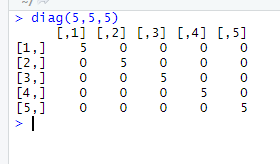 > diag(5,5,5)
     [,1] [,2] [,3] [,4] [,5]
[1,]    5    0    0    0    0
[2,]    0    5    0    0    0
[3,]    0    0    5    0    0
[4,]    0    0    0    5    0
[5,]    0    0    0    0    5
>